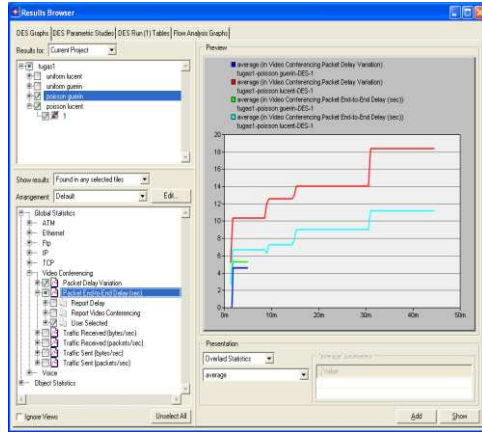 Results Browser
DES Graphs DES Parametric Studies DES Run (1) Tables Flow Analysis Graphs
Results for: Current Project
tugas1
uniform lucent
uniform guerin
poisson guerin
poisson lucent
1
Show results: Found in any selected files
Arrangement: Default Edit...
Global Statistics
ATM
Ethernet
Ftp
IP
TCP
Video Conferencing
Packet Delay Variation
Packet End-to-End Delay (sec)
Report Delay
Report Video Conferencing
User Selected
Traffic Received (bytes/sec)
Traffic Received (packets/sec)
Traffic Sent (bytes/sec)
Traffic Sent (packets/sec)
Voice
Object Statistics
Ignore Views Unselect All
Preview
average (in Video Conferencing.Packet Delay Variation)
tugas1-poisson guerin-DES-1
average (in Video Conferencing.Packet Delay Variation)
tugas1-poisson lucent-DES-1
average (in Video Conferencing.Packet End-to-End Delay (sec))
tugas1-poisson guerin-DES-1
average (in Video Conferencing.Packet End-to-End Delay (sec))
tugas1-poisson lucent-DES-1
20
18
16
14
12
10
8
6
4
2
0
0m 10m 20m 30m 40m 50m
Presentation
Overlaid Statistics
average
Value
Add Show